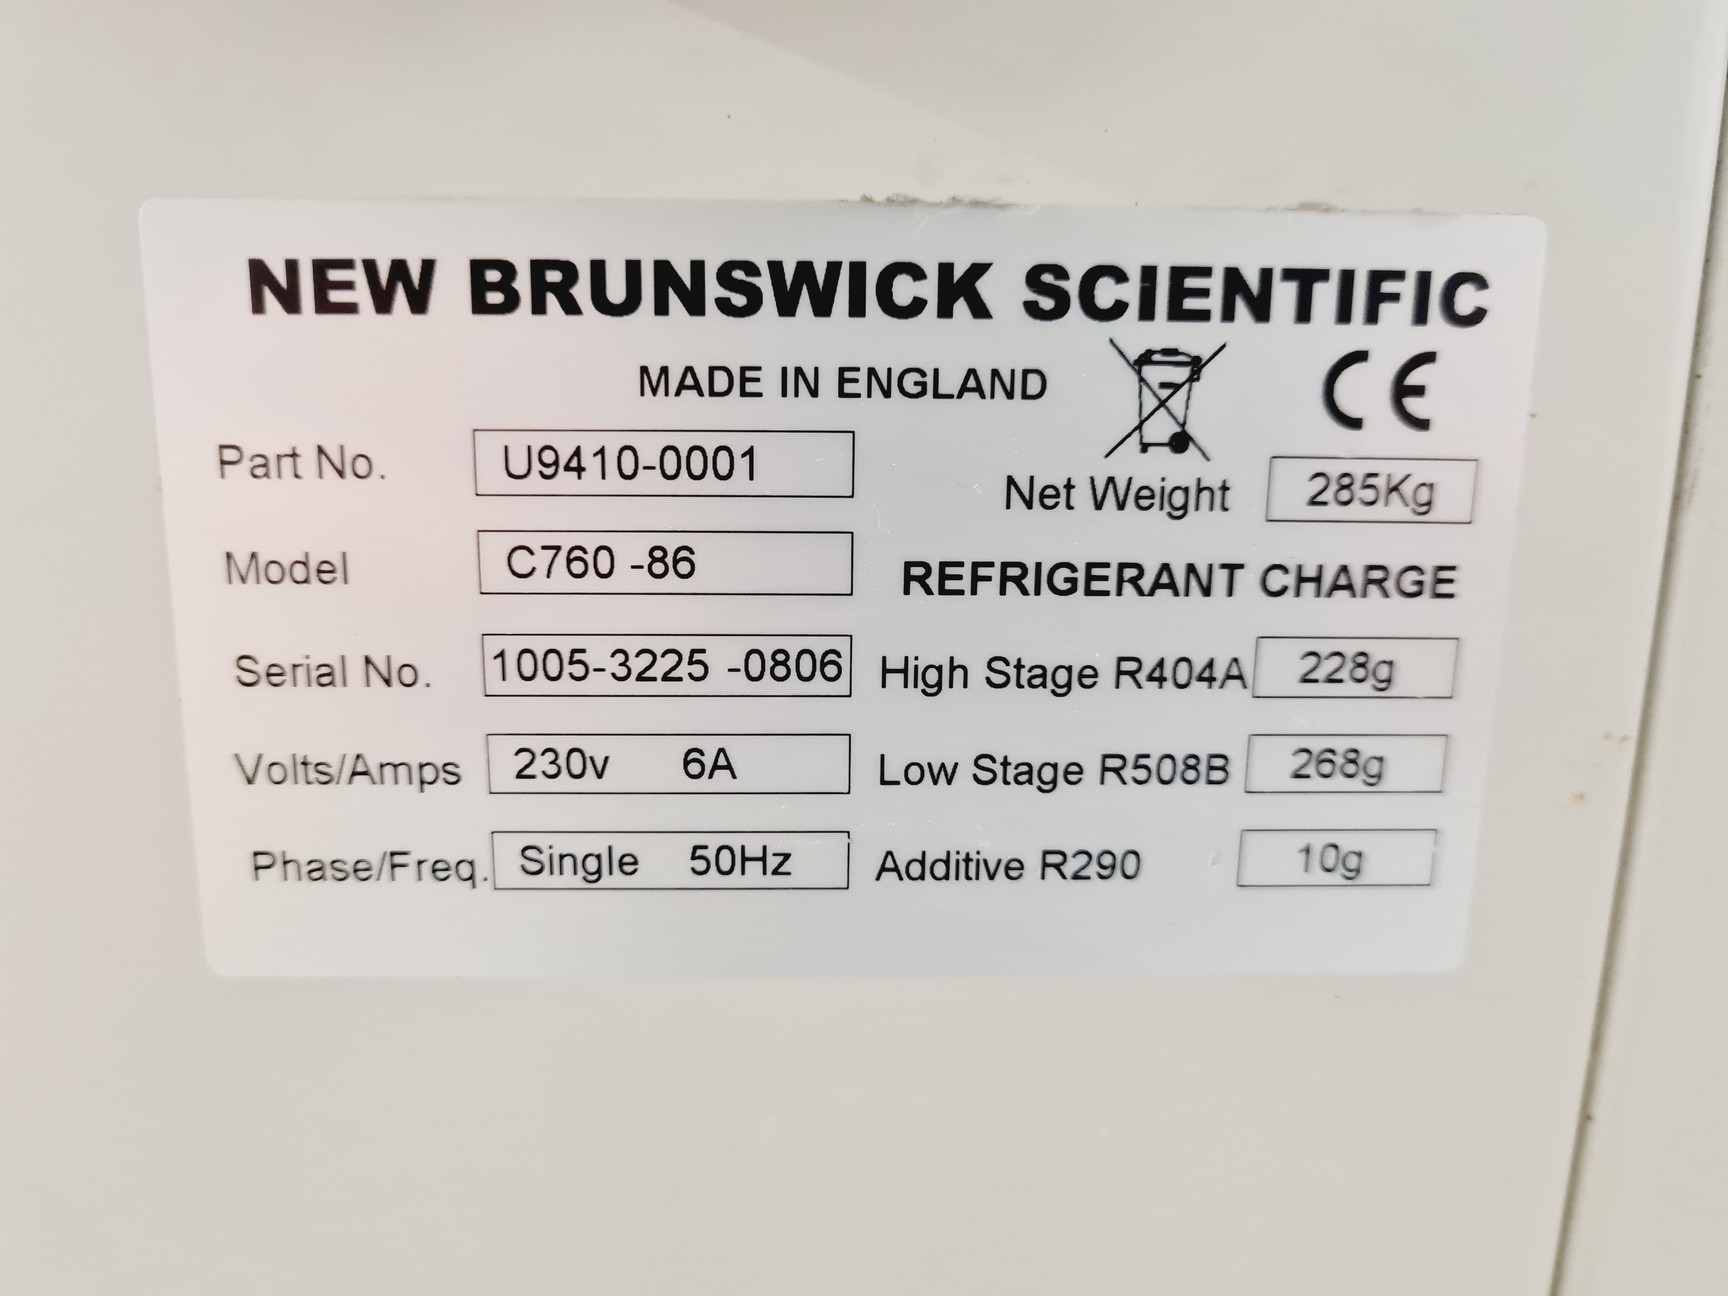 NEW BRUNSWICK SCIENTIFIC
MADE IN ENGLAND
CE
Part No. U9410-0001
Net Weight 285Kg
Model C760 -86
REFRIGERANT CHARGE
Serial No. 1005-3225 -0806
High Stage R404A 228g
Volts/Amps 230v 6A
Low Stage R508B 268g
Phase/Freq. Single 50Hz
Additive R290 10g